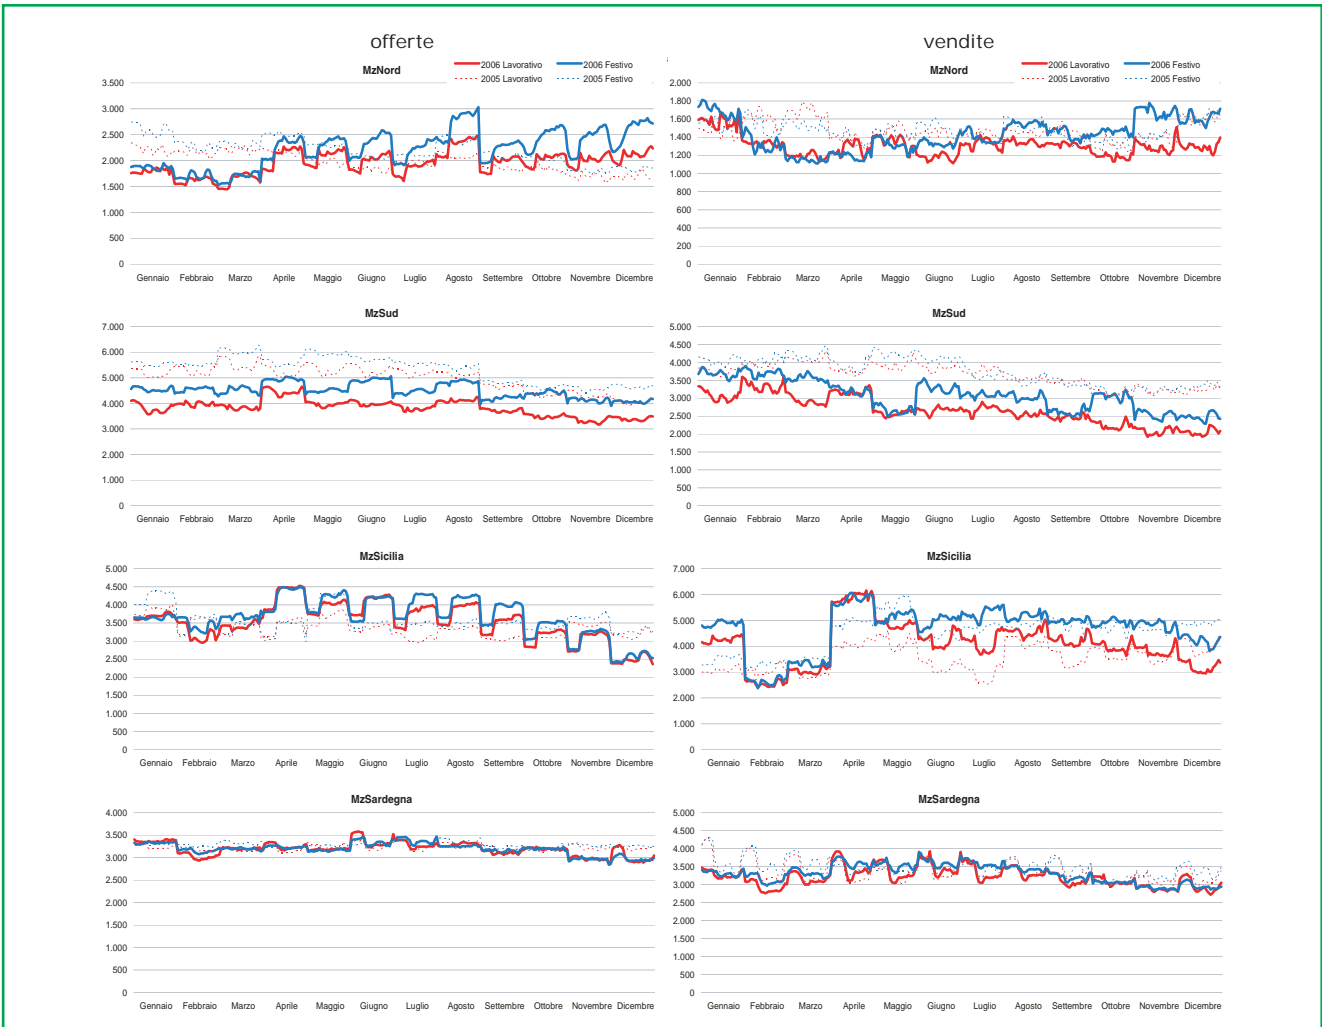 offerte
MzNord
2006 Lavorativo
2006 Festivo
2005 Lavorativo
2005 Festivo
3.500
3.000
2.500
2.000
1.500
1.000
500
0
Gennaio Febbraio Marzo Aprile Maggio Giugno Luglio Agosto Settembre Ottobre Novembre Dicembre
vendite
MzNord
2006 Lavorativo
2006 Festivo
2005 Lavorativo
2005 Festivo
2.000
1.800
1.600
1.400
1.200
1.000
800
600
400
200
0
Gennaio Febbraio Marzo Aprile Maggio Giugno Luglio Agosto Settembre Ottobre Novembre Dicembre
MzSud
7.000
6.000
5.000
4.000
3.000
2.000
1.000
0
Gennaio Febbraio Marzo Aprile Maggio Giugno Luglio Agosto Settembre Ottobre Novembre Dicembre
MzSud
5.000
4.500
4.000
3.500
3.000
2.500
2.000
1.500
1.000
500
0
Gennaio Febbraio Marzo Aprile Maggio Giugno Luglio Agosto Settembre Ottobre Novembre Dicembre
MzSicilia
5.000
4.500
4.000
3.500
3.000
2.500
2.000
1.500
1.000
500
0
Gennaio Febbraio Marzo Aprile Maggio Giugno Luglio Agosto Settembre Ottobre Novembre Dicembre
MzSicilia
7.000
6.000
5.000
4.000
3.000
2.000
1.000
0
Gennaio Febbraio Marzo Aprile Maggio Giugno Luglio Agosto Settembre Ottobre Novembre Dicembre
MzSardegna
4.000
3.500
3.000
2.500
2.000
1.500
1.000
500
0
Gennaio Febbraio Marzo Aprile Maggio Giugno Luglio Agosto Settembre Ottobre Novembre Dicembre
MzSardegna
5.000
4.500
4.000
3.500
3.000
2.500
2.000
1.500
1.000
500
0
Gennaio Febbraio Marzo Aprile Maggio Giugno Luglio Agosto Settembre Ottobre Novembre Dicembre